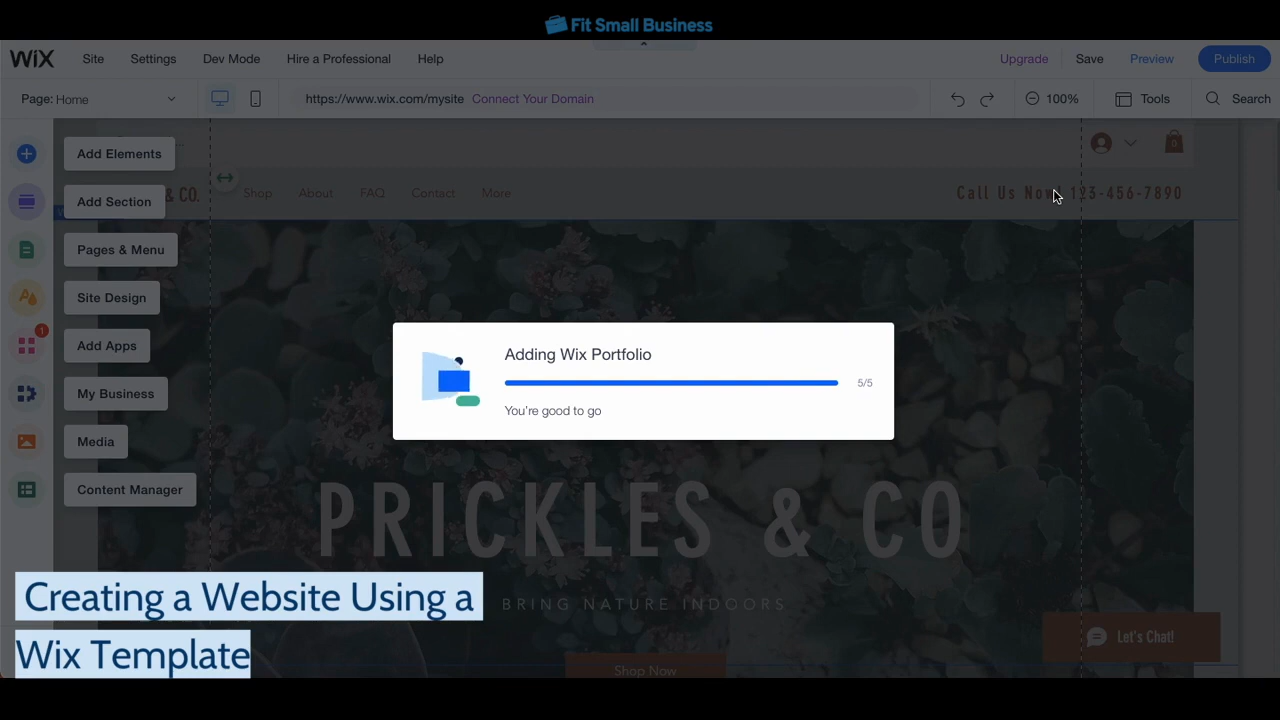 Fit Small Business
WiX
Site Settings Dev Mode Hire a Professional Help Upgrade Save Preview Publish
Page: Home https://www.wix.com/mysite Connect Your Domain 100% Tools Search
Add Elements
& CO. Shop About FAQ Contact More Call Us Now! 123-456-7890
Add Section
Pages & Menu
Site Design
Add Apps
1
My Business
Media
Content Manager
Adding Wix Portfolio
5/5
You're good to go
PRICKLES & CO
BRING NATURE INDOORS
Let's Chat!
Shop Now
Creating a Website Using a
Wix Template